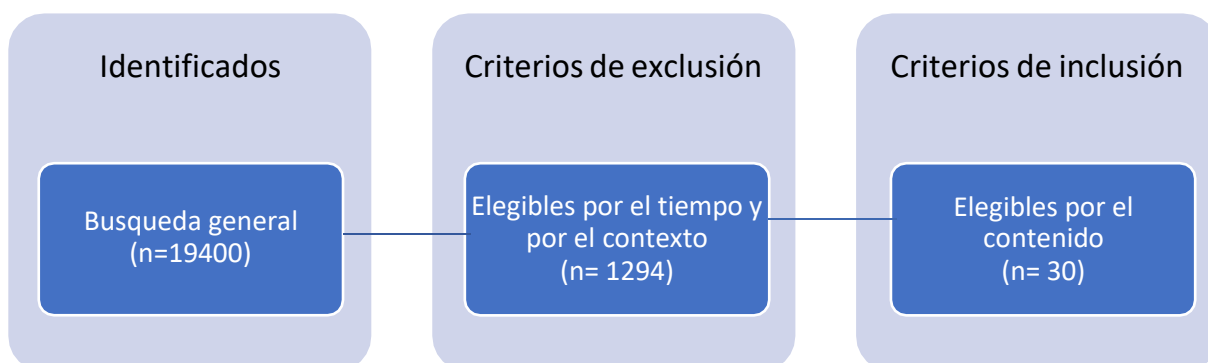 Identificados
Busqueda general
(n=19400)
Criterios de exclusión
Elegibles por el tiempo y
por el contexto
(n= 1294)
Criterios de inclusión
Elegibles por el
contenido
(n= 30)